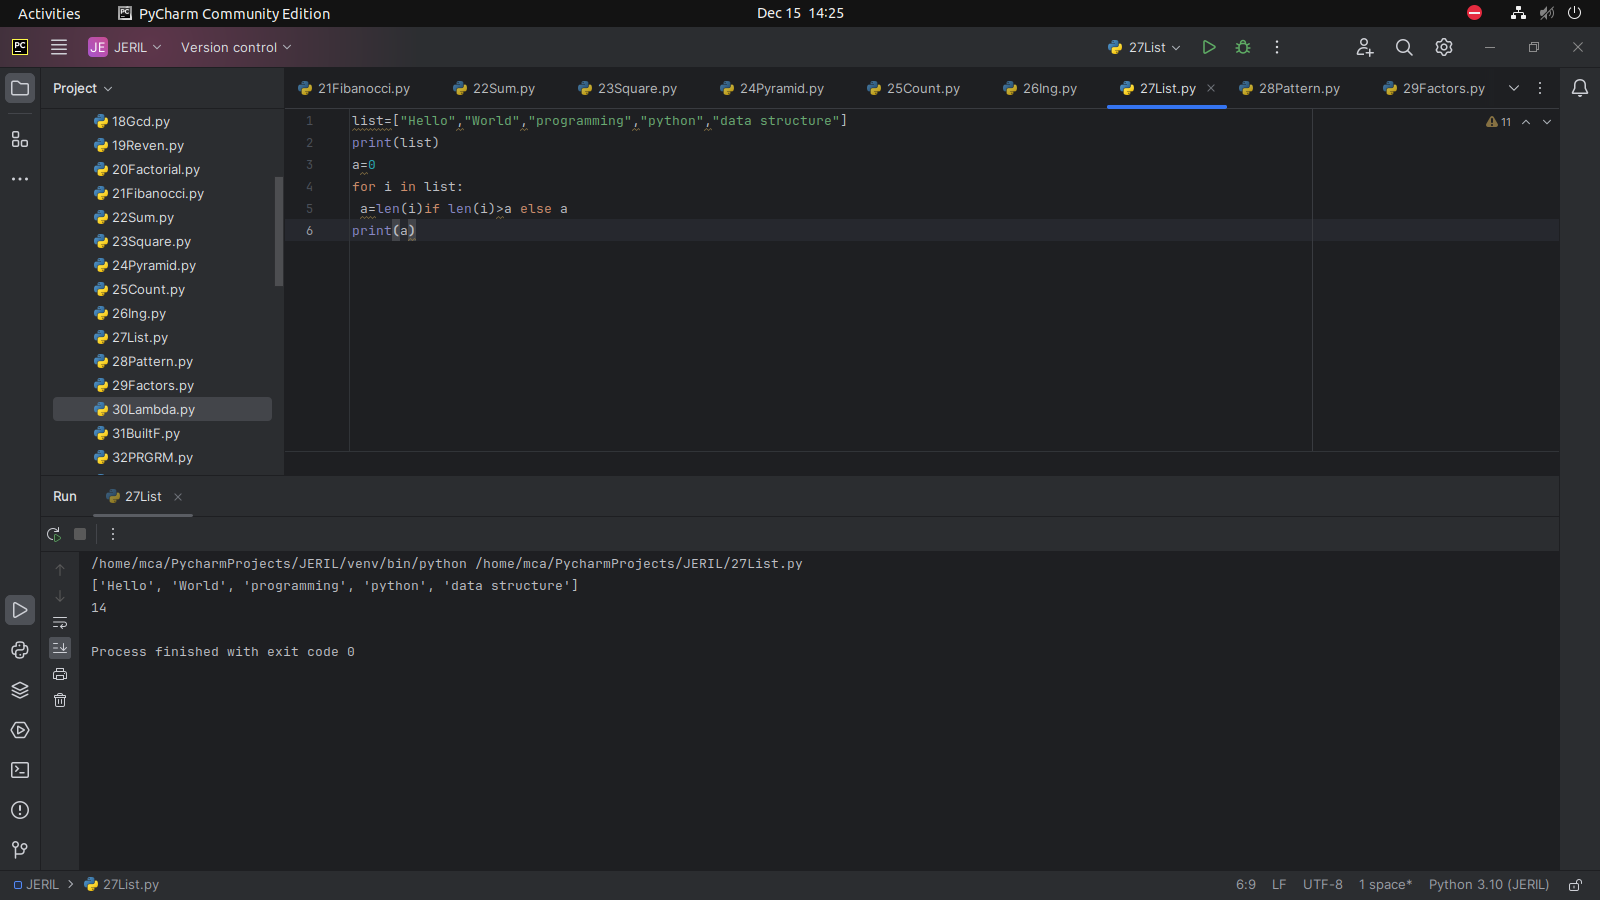 Activities
PyCharm Community Edition
Dec 15 14:25
PC
JE JERIL
Version control
27List
Project
21Fibanocci.py
22Sum.py
23Square.py
24Pyramid.py
25Count.py
26Ing.py
27List.py
28Pattern.py
29Factors.py
18Gcd.py
19Reven.py
20Factorial.py
21Fibanocci.py
22Sum.py
23Square.py
24Pyramid.py
25Count.py
26Ing.py
27List.py
28Pattern.py
29Factors.py
30Lambda.py
31BuiltF.py
32PRGRM.py
1 list=["Hello","World","programming","python","data structure"]
2 print(list)
3 a=0
4 for i in list:
5  a=len(i)if len(i)>a else a
6 print(a)
11
Run
27List
/home/mca/PycharmProjects/JERIL/venv/bin/python /home/mca/PycharmProjects/JERIL/27List.py
['Hello', 'World', 'programming', 'python', 'data structure']
14
Process finished with exit code 0
JERIL
27List.py
6:9
LF
UTF-8
1 space*
Python 3.10 (JERIL)